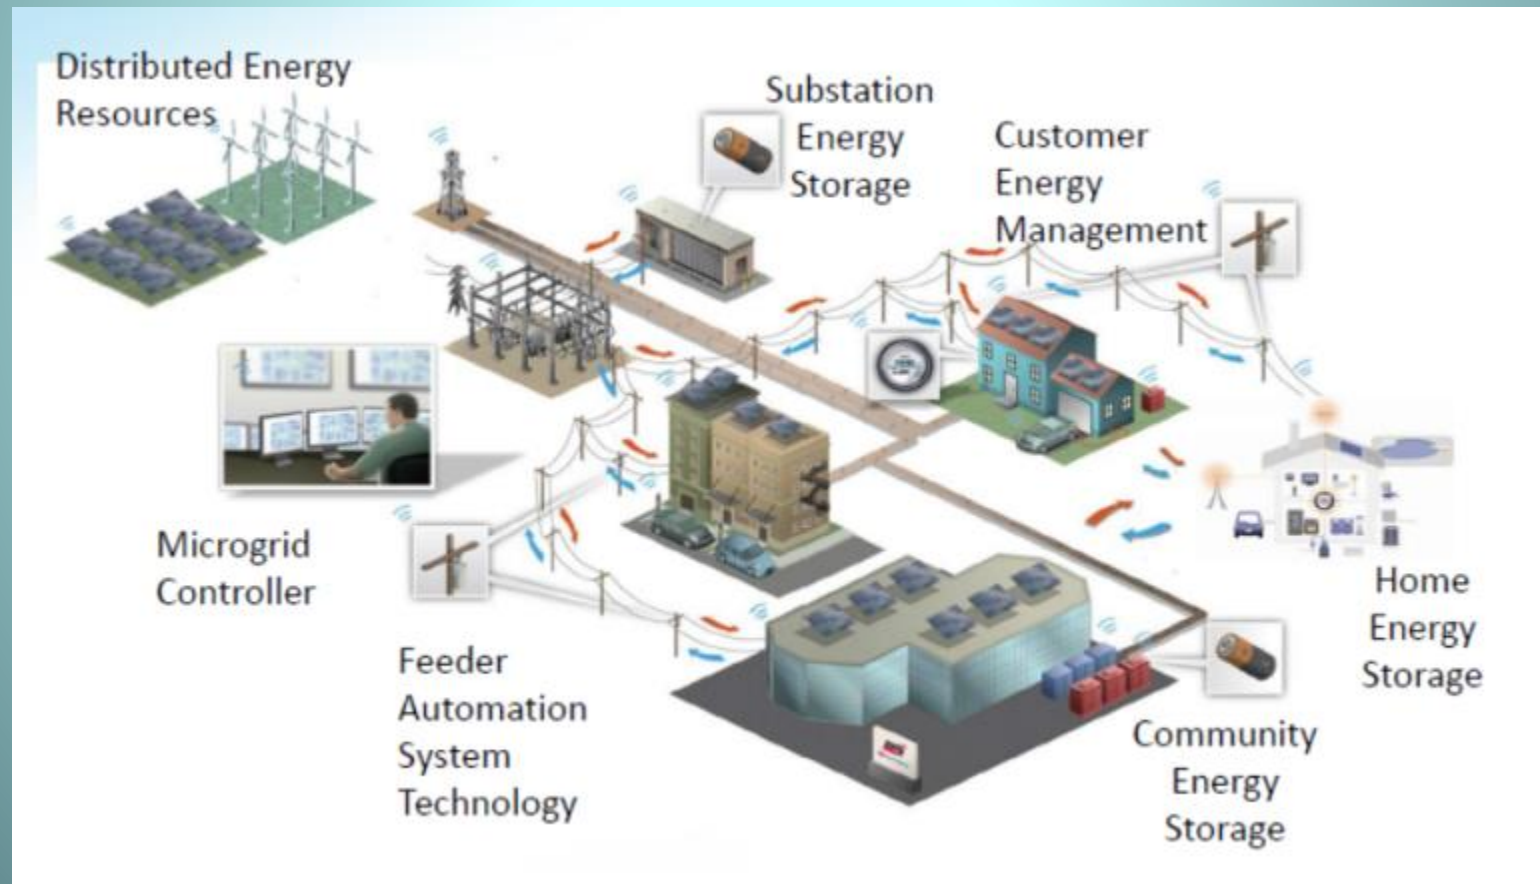 Distributed Energy
Resources
Substation
Energy
Storage
Customer
Energy
Management
Microgrid
Controller
Feeder
Automation
System
Technology
Home
Energy
Storage
Community
Energy
Storage